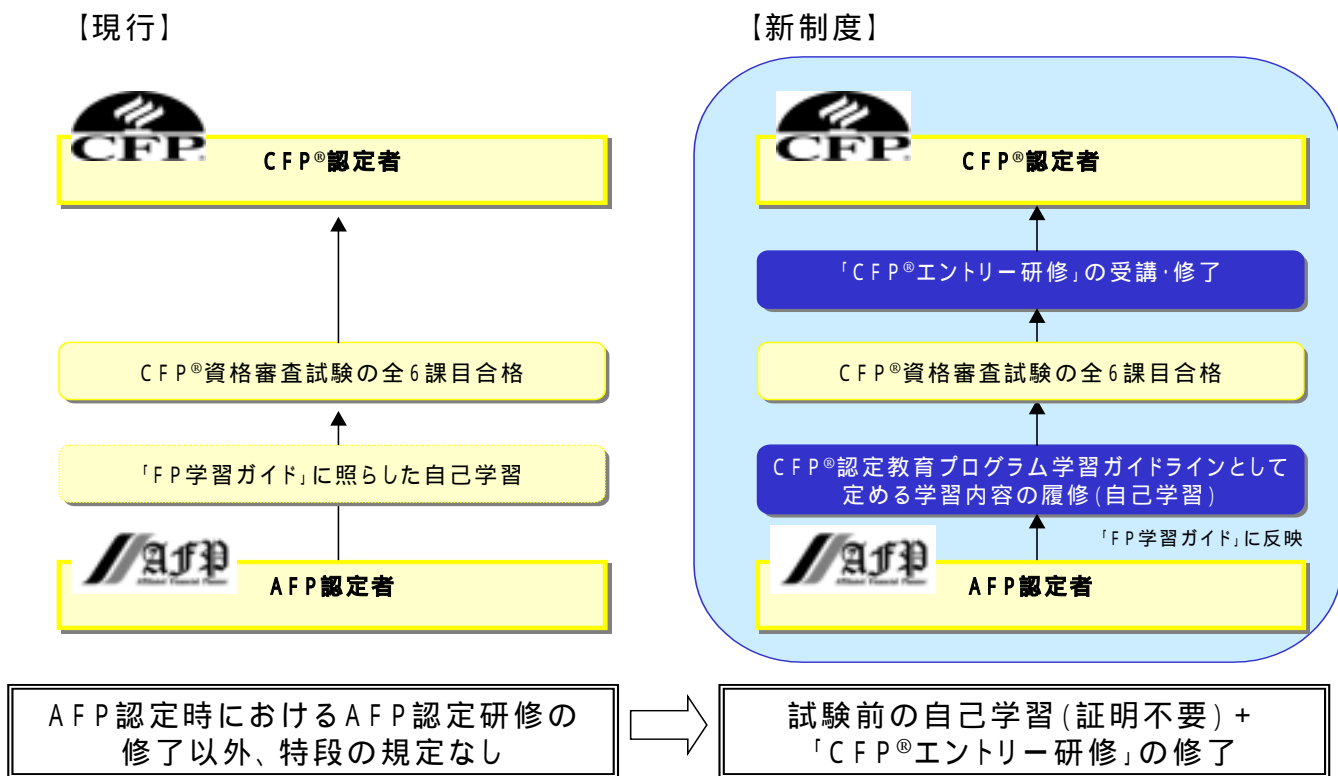 【現行】
CFP
CFP®認定者
CFP®資格審査試験の全6課目合格
「FP学習ガイド」に照らした自己学習
AFP
AFP認定者
AFP認定時におけるAFP認定研修の
修了以外、特段の規定なし
【新制度】
CFP
CFP®認定者
「CFP®エントリー研修」の受講・修了
CFP®資格審査試験の全6課目合格
CFP®認定教育プログラム学習ガイドラインとして
定める学習内容の履修(自己学習)
「FP学習ガイド」に反映
AFP
AFP認定者
試験前の自己学習(証明不要)+
「CFP®エントリー研修」の修了